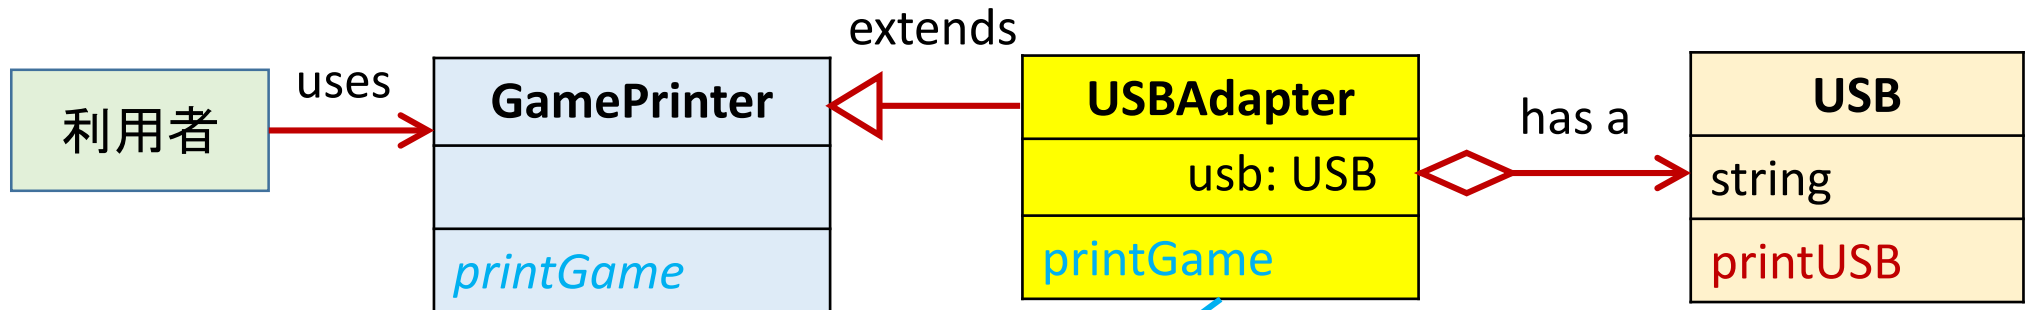 利用者
uses
GamePrinter
printGame
extends
USBAdapter
usb: USB
printGame
has a
USB
string
printUSB